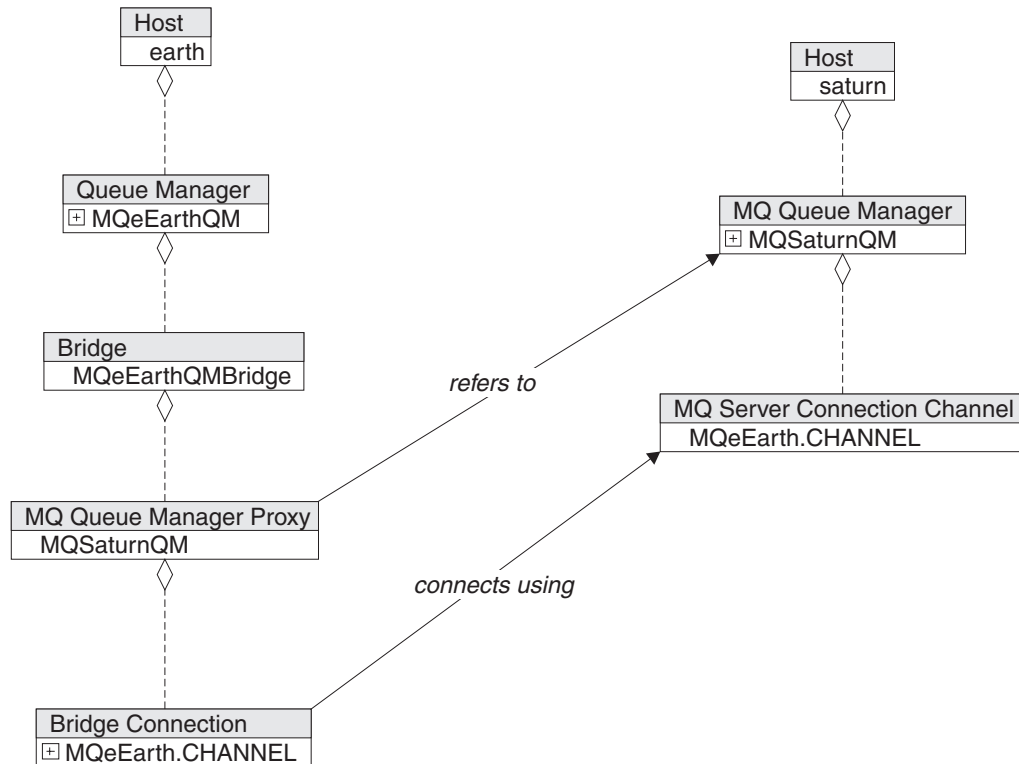 Host
earth
Queue Manager
MQeEarthQM
Bridge
MQeEarthQMBridge
MQ Queue Manager Proxy
MQSaturnQM
Bridge Connection
MQeEarth.CHANNEL
refers to
connects using
Host
saturn
MQ Queue Manager
MQSaturnQM
MQ Server Connection Channel
MQeEarth.CHANNEL